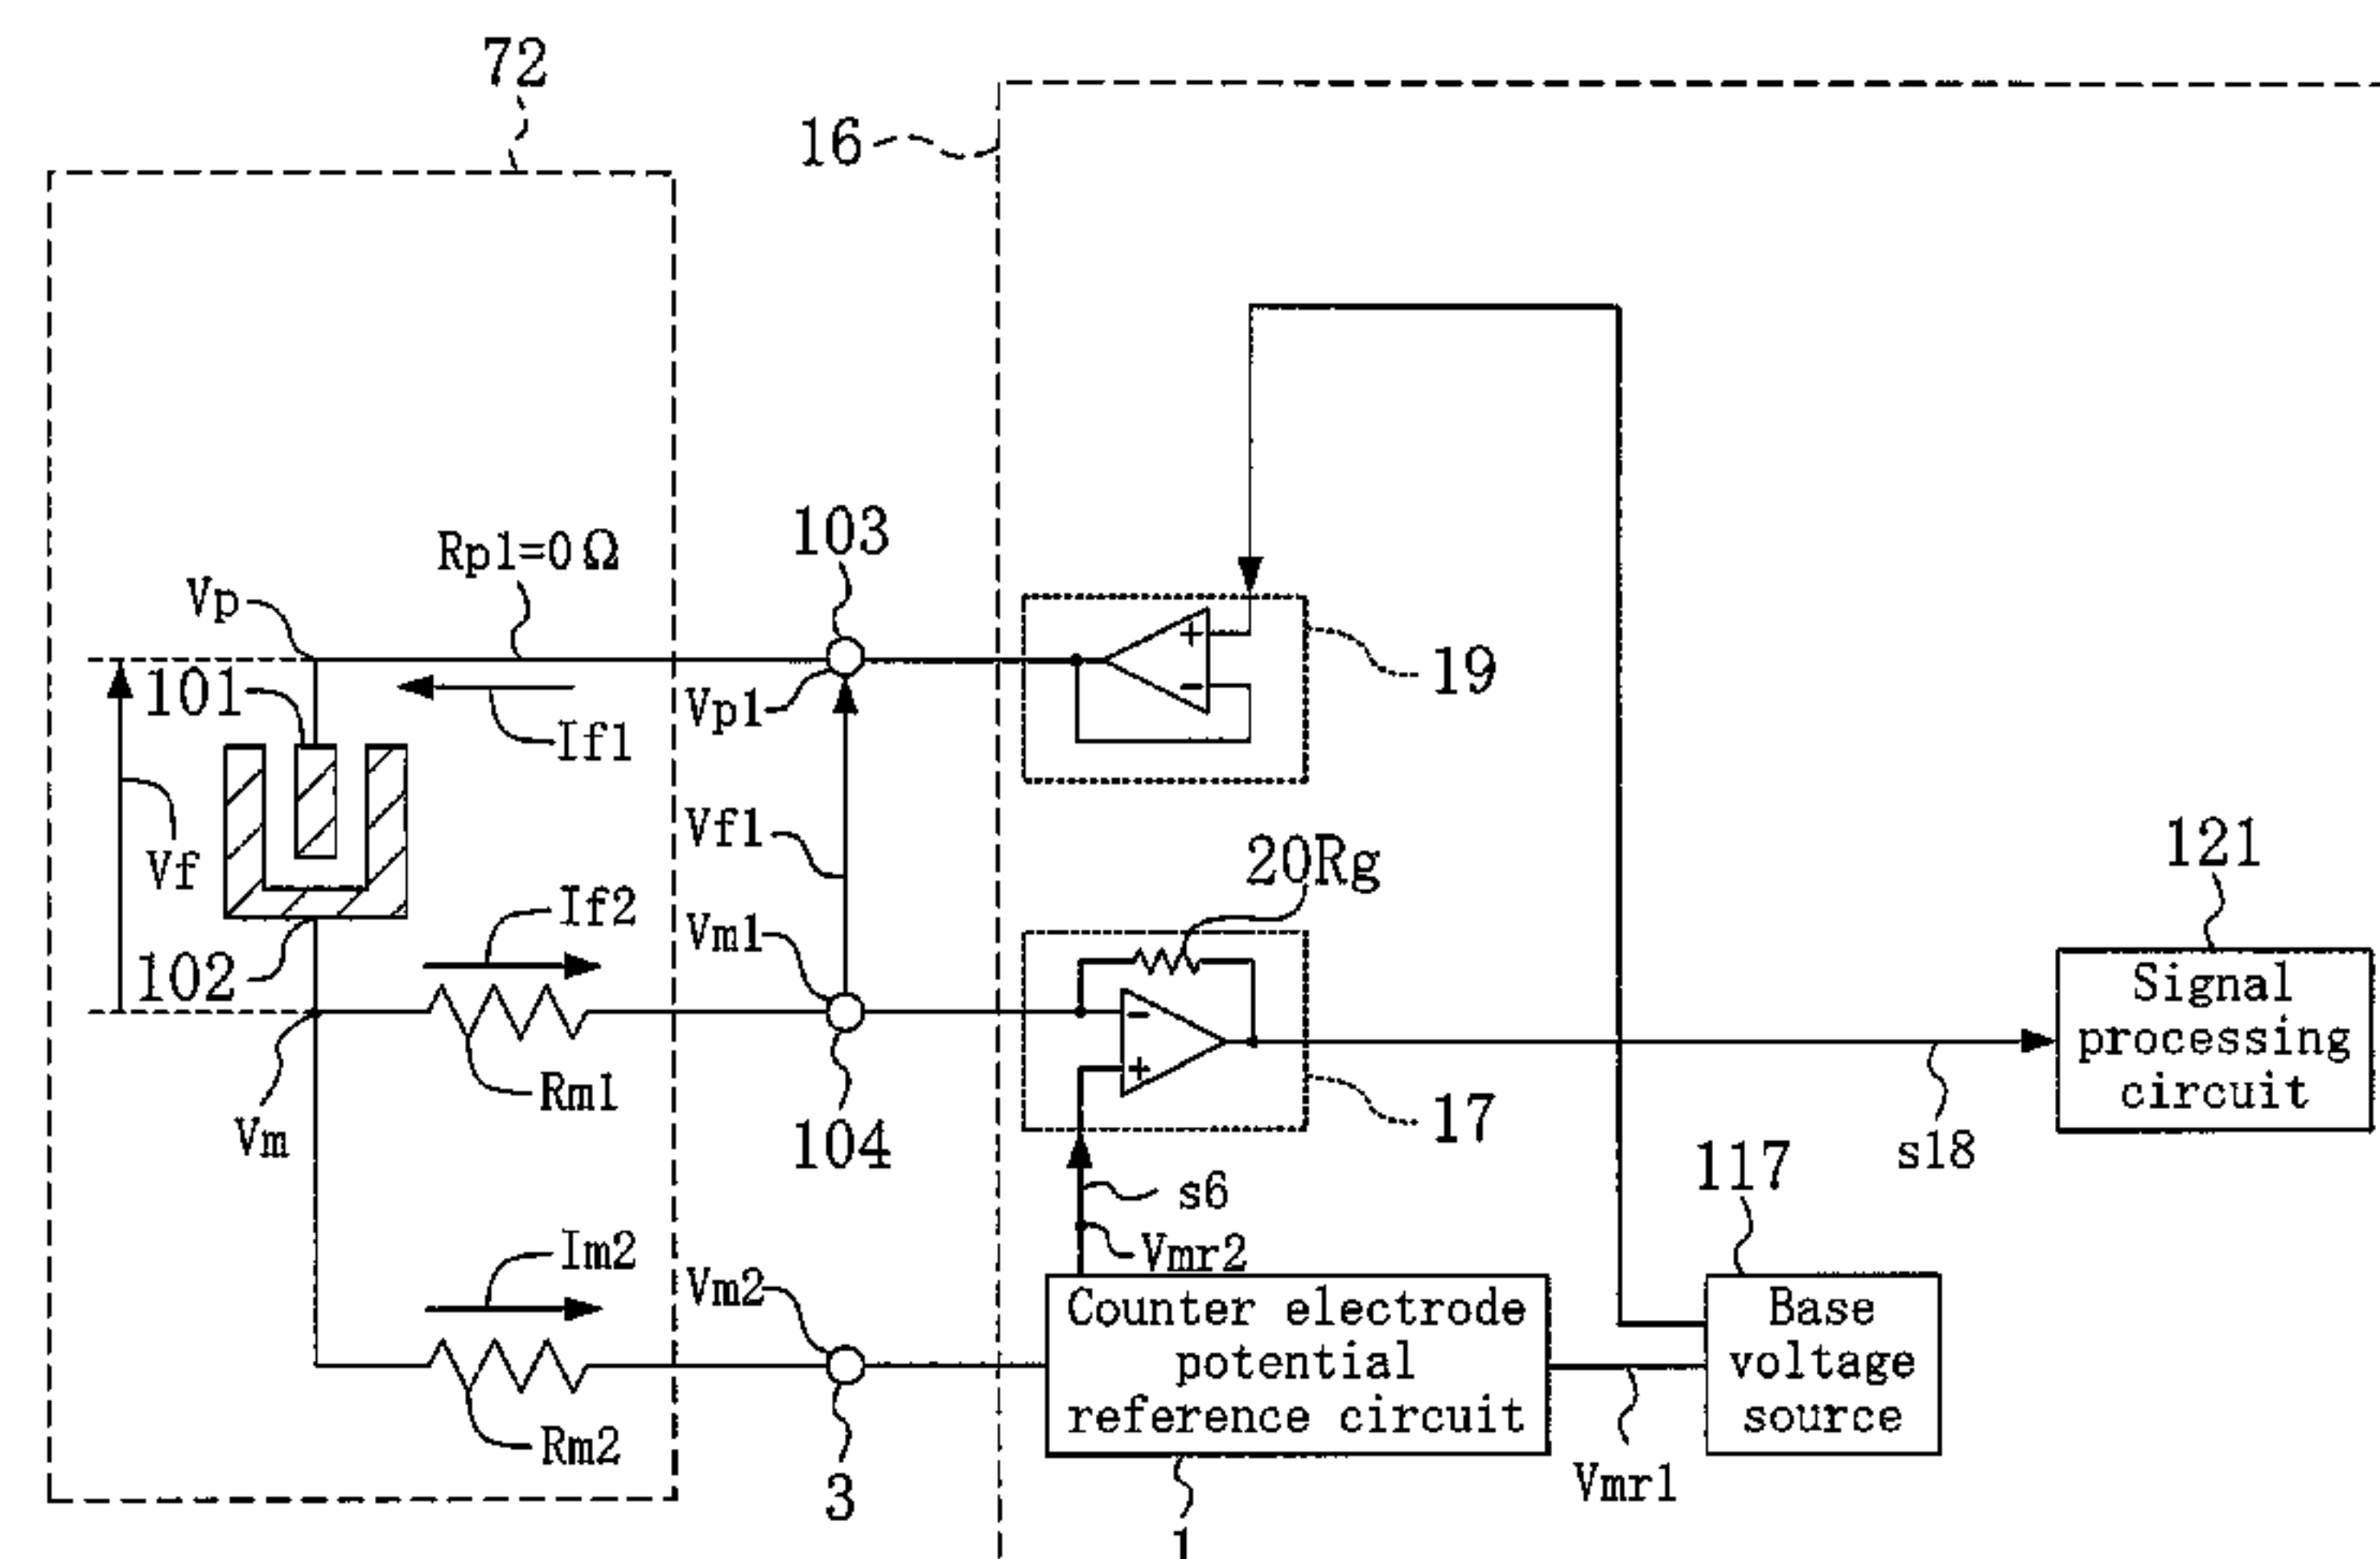 72
16
103
Rp1=0Ω
Vp
19
101
Vp1
If1
Vf1
20Rg
121
Vf
If2
Vm1
102
Signal
processing
circuit
Rm1
Vm
104
17
s18
117
s6
Im2
Vm2
Vmr2
Counter electrode
potential
reference circuit
Base
voltage
source
Rm2
3
Vmr1
1